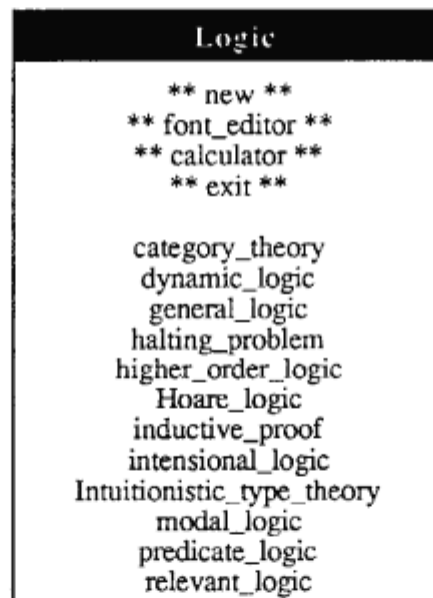 Logic
** new **
** font_editor **
** calculator **
** exit **
category_theory
dynamic_logic
general_logic
halting_problem
higher_order_logic
Hoare_logic
inductive_proof
intensional_logic
Intuitionistic_type_theory
modal_logic
predicate_logic
relevant_logic